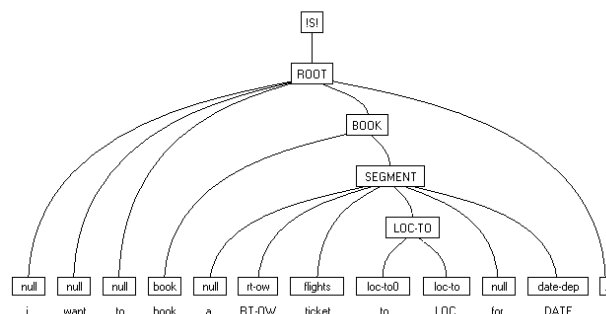 !S!
ROOT
BOOK
SEGMENT
LOC-TO
null null null book null rt-ow flights loc-to0 loc-to null date-dep
i want to book a RT-OW ticket to LOC for DATE